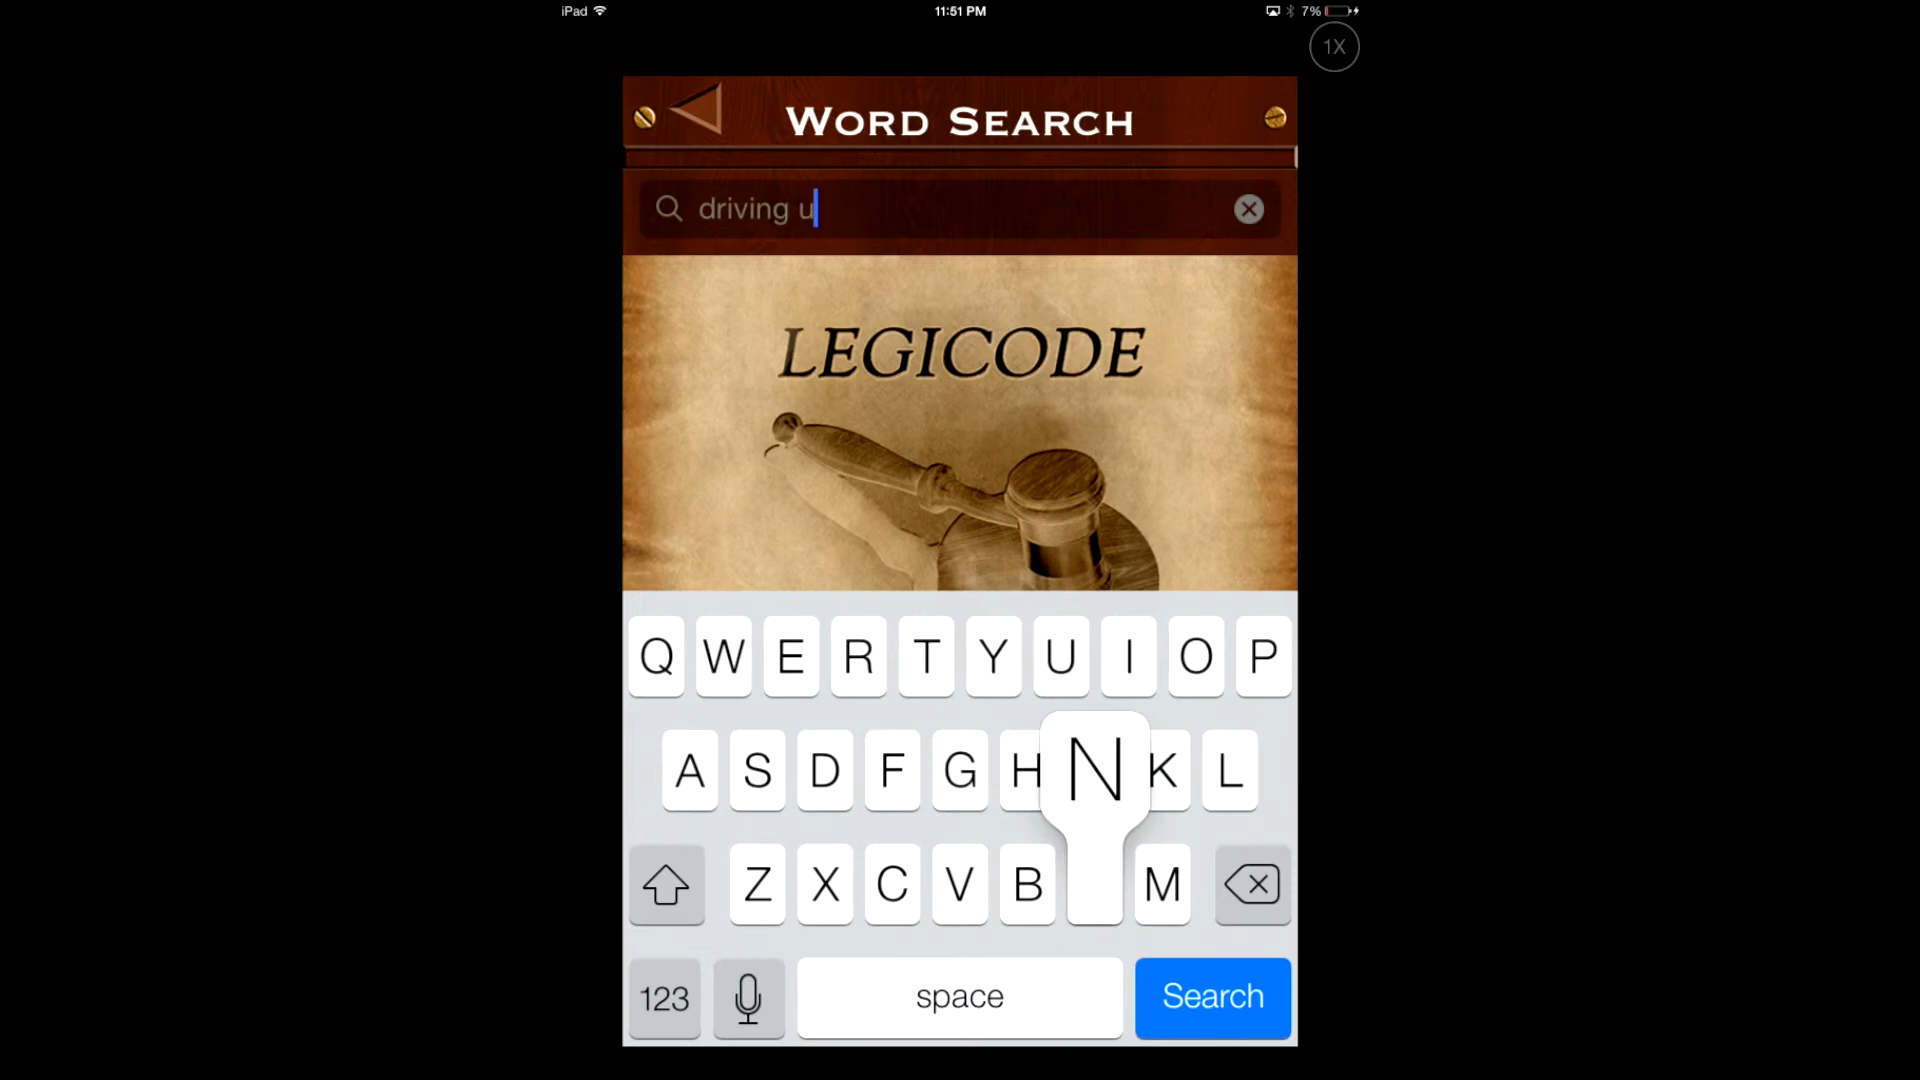 iPad 11:51 PM 7%
1X
WORD SEARCH
driving u
LEGICODE
Q W E R T Y U I O P
A S D F G H N K L
Z X C V B M
123 space Search